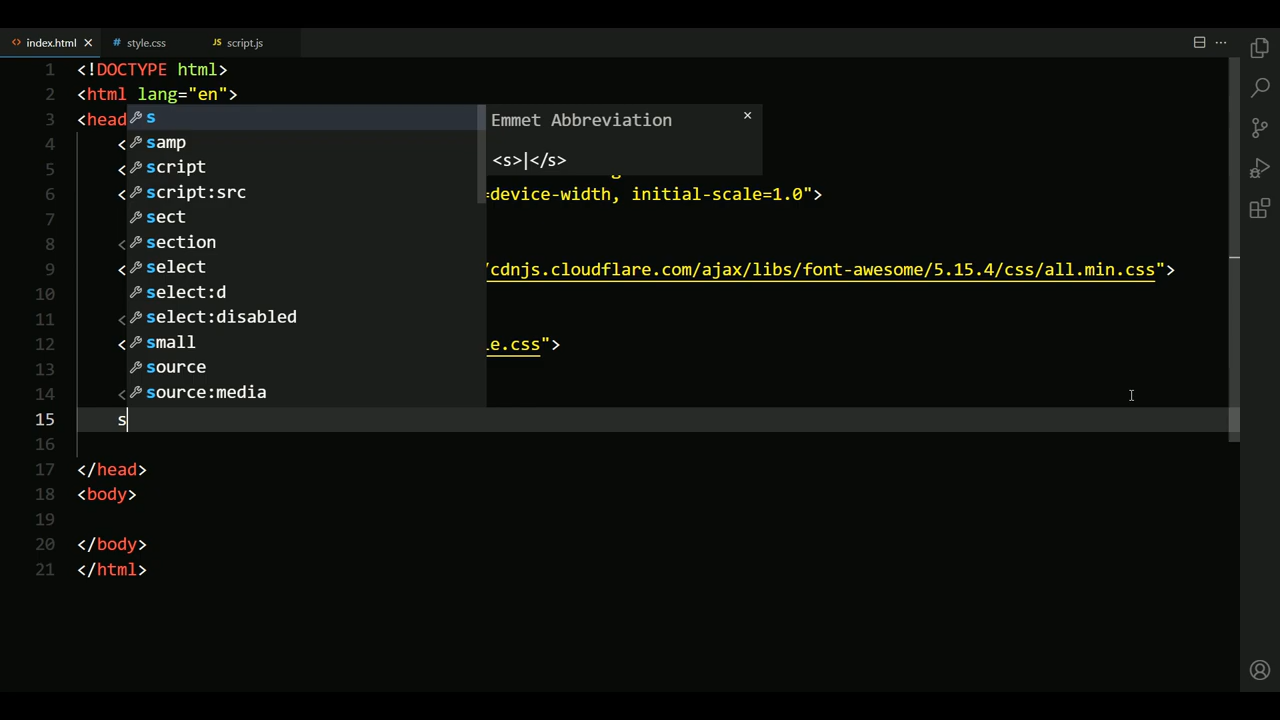 index.html
style.css
JS script.js
1 <!DOCTYPE html>
2 <html lang="en">
3 <head
4 <
5 <
6 < =device-width, initial-scale=1.0">
7
8 <
9 < /cdnjs.cloudflare.com/ajax/libs/font-awesome/5.15.4/css/all.min.css">
10
11 <
12 < le.css">
13
14 <
15 s
16
17 </head>
18 <body>
19
20 </body>
21 </html>
s
samp
script
script:src
sect
section
select
select:d
select:disabled
small
source
source:media
Emmet Abbreviation
<s>|</s>